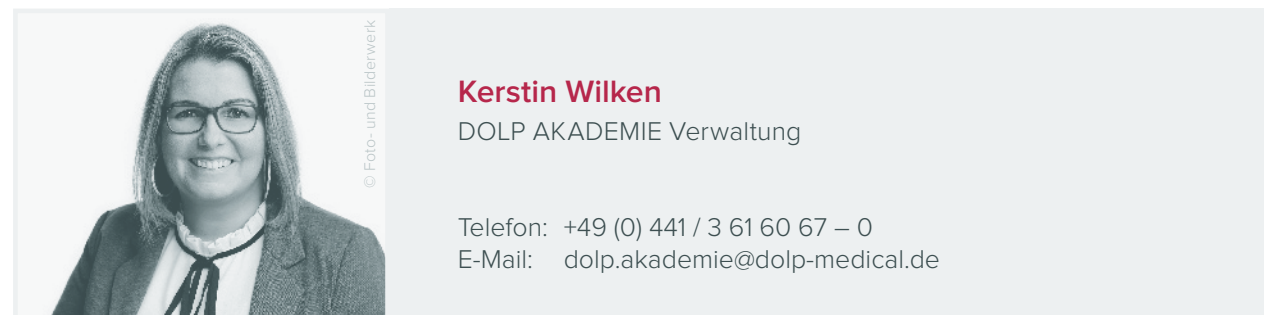 © Foto- und Bilderwerk
Kerstin Wilken
DOLP AKADEMIE Verwaltung
Telefon: +49 (0) 441 / 3 61 60 67 – 0
E-Mail: dolp.akademie@dolp-medical.de